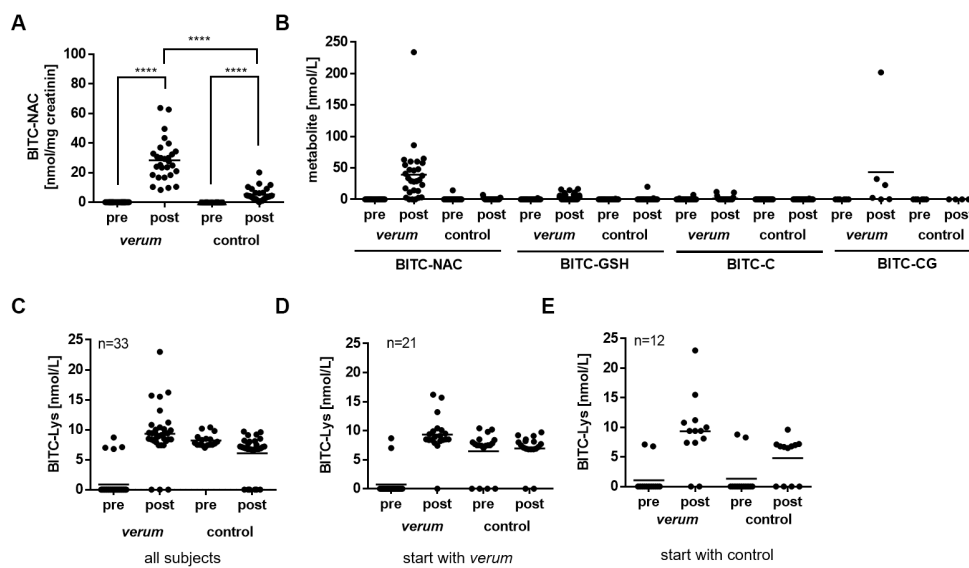 A
B
BITC-NAC
[nmol/mg creatinin]
100
80
60
40
20
0
****
****
****
pre post pre post
verum control
metabolite [nmol/L]
250
200
150
100
50
0
pre post pre post pre post pre post pre post pre post pre post pre post
verum control verum control verum control verum control
BITC-NAC BITC-GSH BITC-C BITC-CG
C
D
E
BITC-Lys [nmol/L]
25
20
15
10
5
0
n=33
pre post pre post
verum control
all subjects
BITC-Lys [nmol/L]
25
20
15
10
5
0
n=21
pre post pre post
verum control
start with verum
BITC-Lys [nmol/L]
25
20
15
10
5
0
n=12
pre post pre post
verum control
start with control